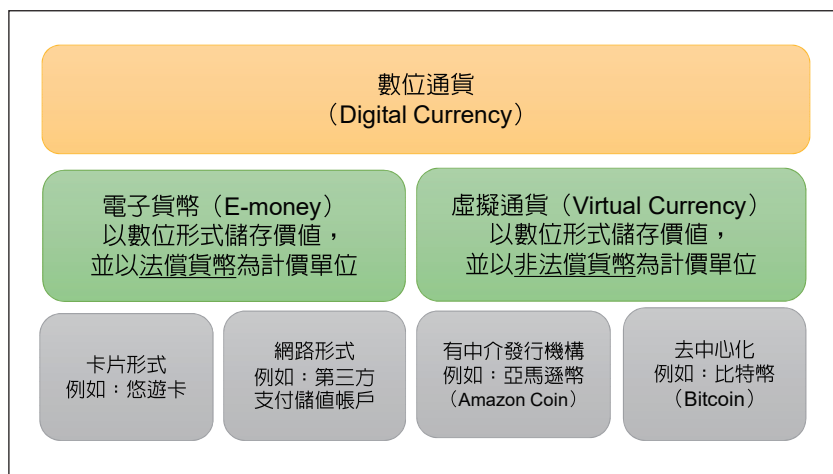 數位通貨
（Digital Currency）
電子貨幣（E-money）
以數位形式儲存價值，
並以法償貨幣為計價單位
虛擬通貨（Virtual Currency）
以數位形式儲存價值，
並以非法償貨幣為計價單位
卡片形式
例如：悠遊卡
網路形式
例如：第三方
支付儲值帳戶
有中介發行機構
例如：亞馬遜幣
（Amazon Coin）
去中心化
例如：比特幣
（Bitcoin）